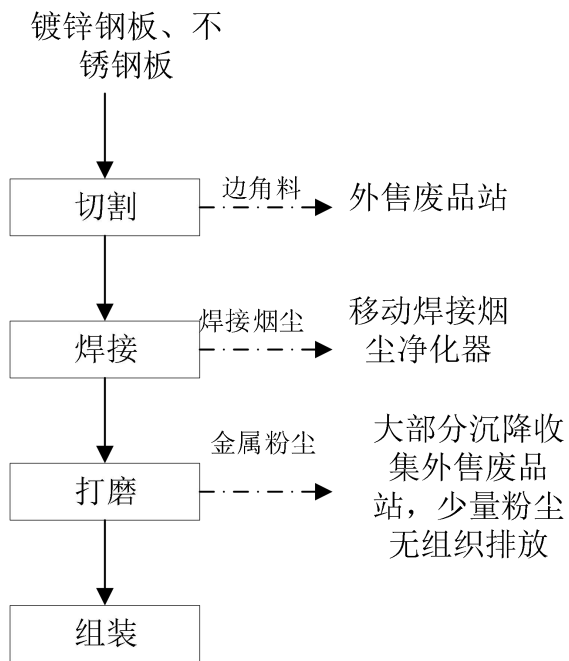 镀锌钢板、不
锈钢板
切割
边角料
外售废品站
焊接
焊接烟尘
移动焊接烟
尘净化器
打磨
金属粉尘
大部分沉降收
集外售废品
站，少量粉尘
无组织排放
组装